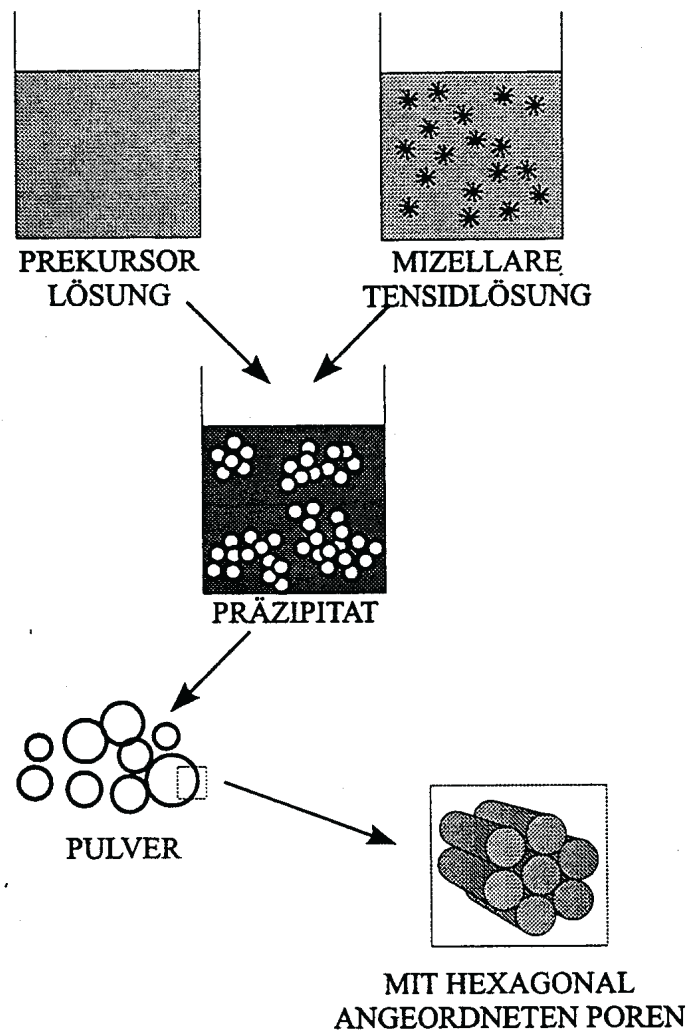 PREKURSOR
LÖSUNG
MIZELLARE
TENSIDLÖSUNG
PRÄZIPITAT
PULVER
MIT HEXAGONAL
ANGEORDNETEN POREN